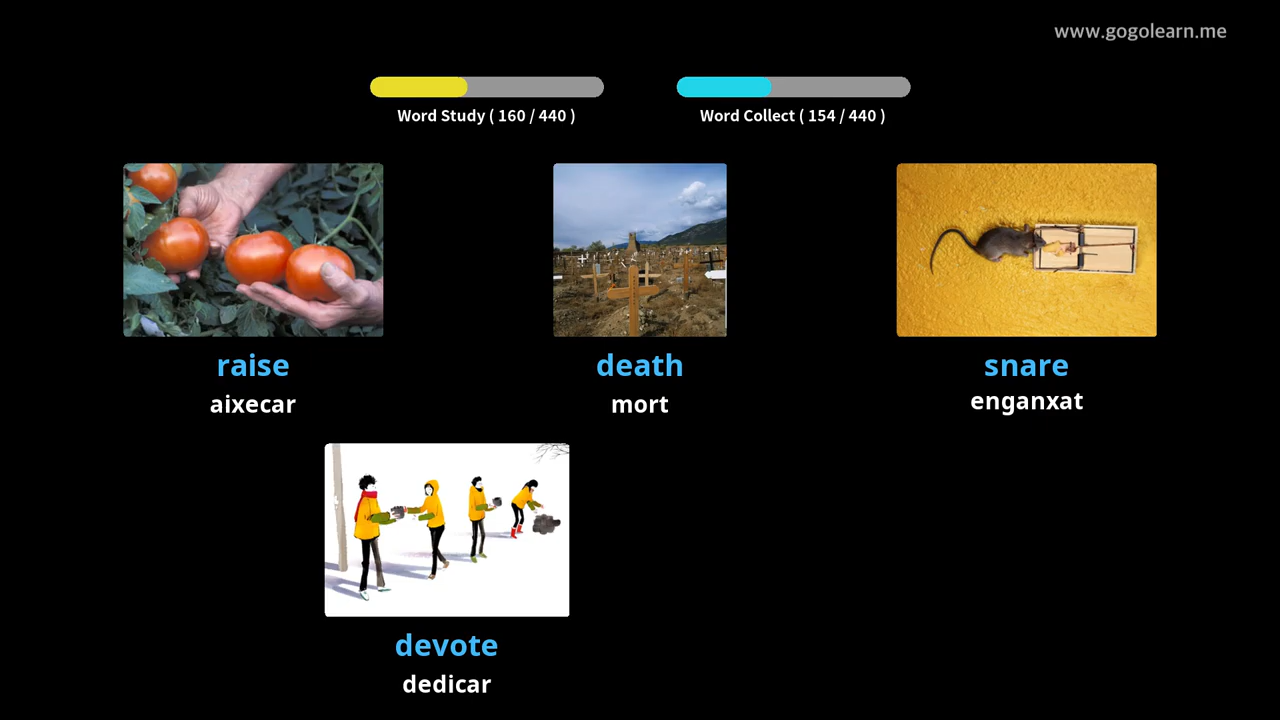 www.gogolearn.me
Word Study ( 160 / 440 )
Word Collect ( 154 / 440 )
raise
aixecar
death
mort
snare
enganxat
devote
dedicar